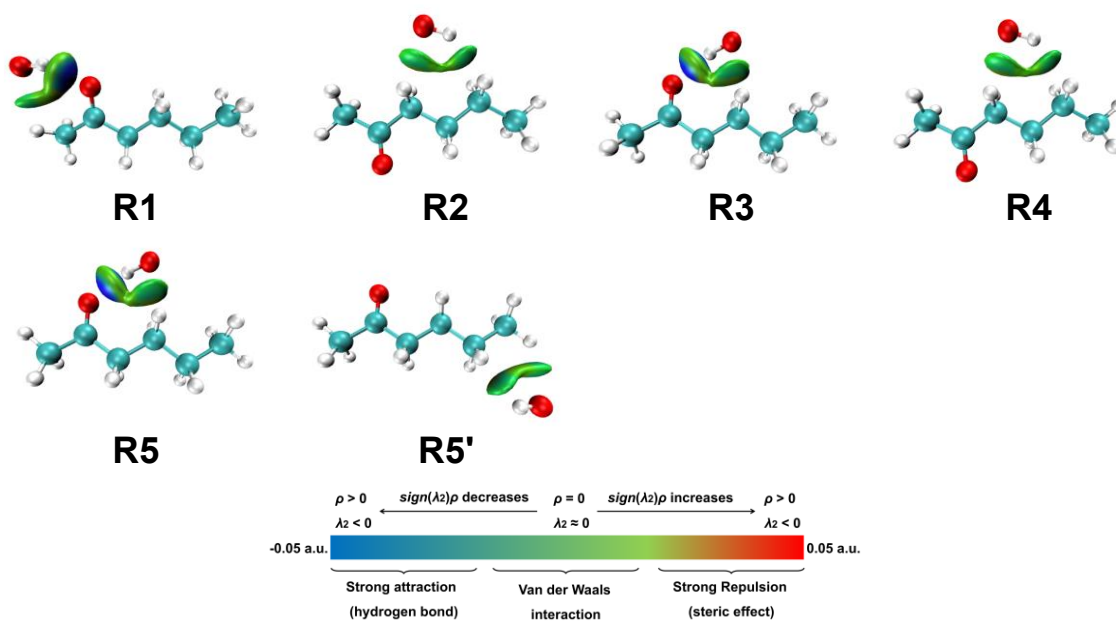 R1 R2 R3 R4
R5 R5'
ρ > 0 sign(λ₂)ρ decreases ρ = 0 sign(λ₂)ρ increases ρ > 0
λ₂ < 0 λ₂ ≈ 0 λ₂ < 0
-0.05 a.u. 0.05 a.u.
Strong attraction Van der Waals Strong Repulsion
(hydrogen bond) interaction (steric effect)